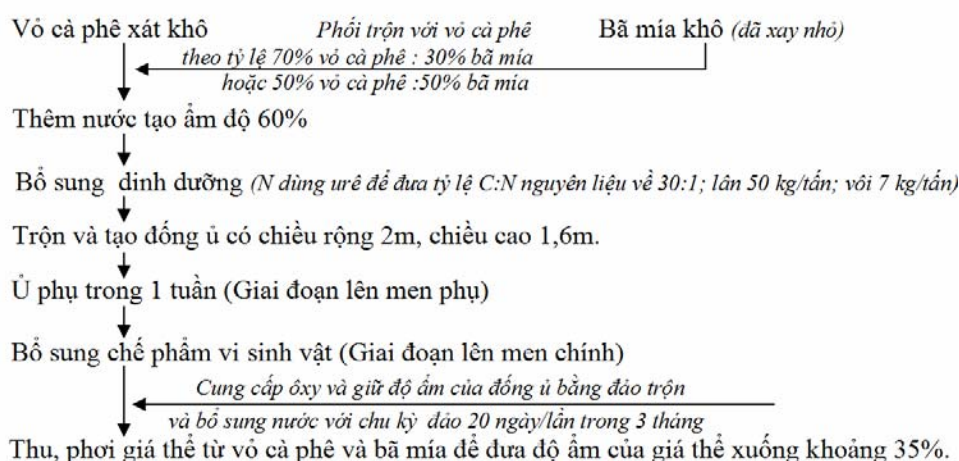 Vỏ cà phê xát khô
Phối trộn với vỏ cà phê
Bã mía khô (đã xay nhỏ)
theo tỷ lệ 70% vỏ cà phê : 30% bã mía
hoặc 50% vỏ cà phê :50% bã mía
Thêm nước tạo ẩm độ 60%
Bổ sung dinh dưỡng (N dùng urê để đưa tỷ lệ C:N nguyên liệu về 30:1; lân 50 kg/tấn; vôi 7 kg/tấn)
Trộn và tạo đống ủ có chiều rộng 2m, chiều cao 1,6m.
Ủ phụ trong 1 tuần (Giai đoạn lên men phụ)
Bổ sung chế phẩm vi sinh vật (Giai đoạn lên men chính)
Cung cấp ôxy và giữ độ ẩm của đống ủ bằng đảo trộn
và bổ sung nước với chu kỳ đảo 20 ngày/lần trong 3 tháng
Thu, phơi giá thể từ vỏ cà phê và bã mía để đưa độ ẩm của giá thể xuống khoảng 35%.